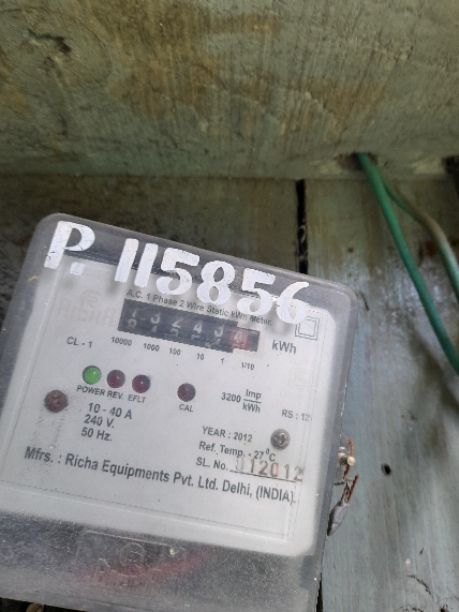 P. 115856
A.C. 1 Phase 2 Wire Static kWh Meter
kWh
CL - 1 10000 1000 100 10 1 1/10
POWER REV. EFLT CAL
3200 Imp/kWh
10 - 40 A
240 V.
50 Hz.
YEAR : 2012
Ref. Temp. - 27°C
SL. No. 012012
Mfrs. : Richa Equipments Pvt. Ltd. Delhi, (INDIA).